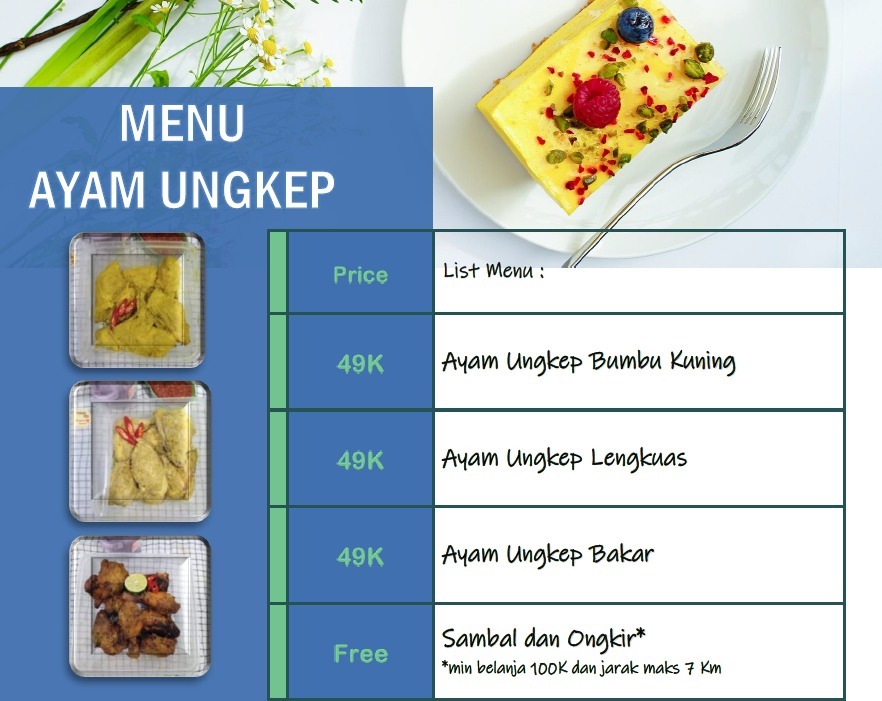 MENU
AYAM UNGKEP
Price
List Menu :
49K
Ayam Ungkep Bumbu Kuning
49K
Ayam Ungkep Lengkuas
49K
Ayam Ungkep Bakar
Free
Sambal dan Ongkir*
*min belanja 100K dan jarak maks 7 Km